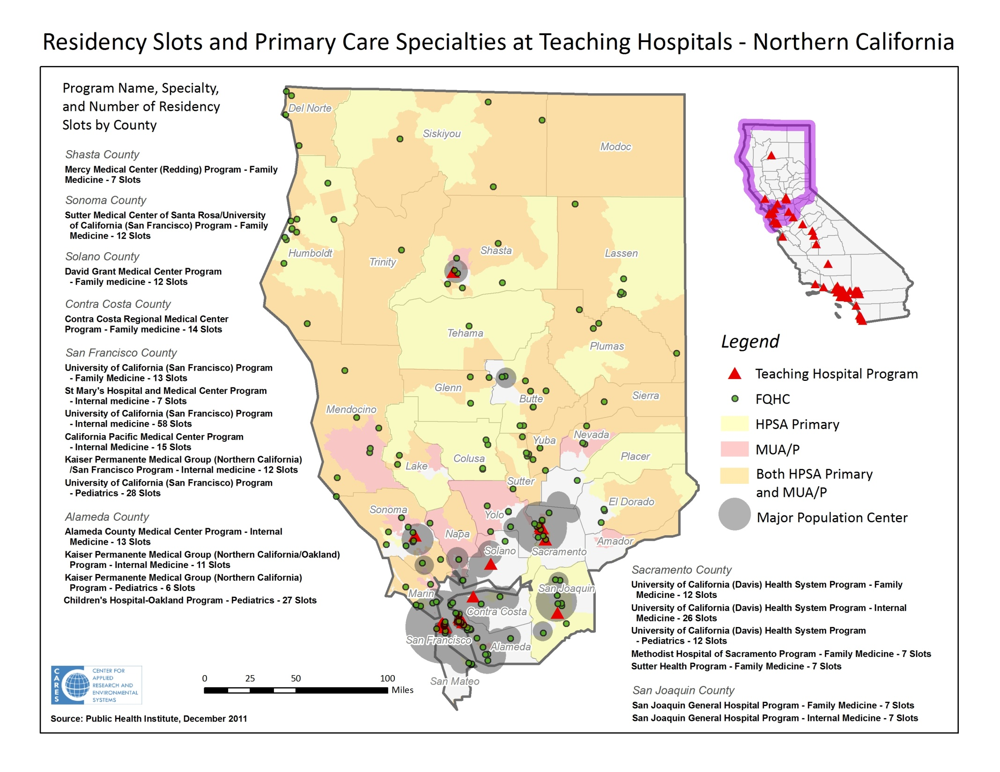 Residency Slots and Primary Care Specialties at Teaching Hospitals - Northern California
Program Name, Specialty,
and Number of Residency
Slots by County
Shasta County
Mercy Medical Center (Redding) Program - Family
Medicine - 7 Slots
Sonoma County
Sutter Medical Center of Santa Rosa/University
of California (San Francisco) Program - Family
Medicine - 12 Slots
Solano County
David Grant Medical Center Program
- Family medicine - 12 Slots
Contra Costa County
Contra Costa Regional Medical Center
Program - Family medicine - 14 Slots
San Francisco County
University of California (San Francisco) Program
- Family Medicine - 13 Slots
St Mary's Hospital and Medical Center Program
- Internal medicine - 7 Slots
University of California (San Francisco) Program
- Internal medicine - 58 Slots
California Pacific Medical Center Program
- Internal Medicine - 15 Slots
Kaiser Permanente Medical Group (Northern California)
/San Francisco Program - Internal medicine - 12 Slots
University of California (San Francisco) Program
- Pediatrics - 28 Slots
Alameda County
Alameda County Medical Center Program - Internal
Medicine - 13 Slots
Kaiser Permanente Medical Group (Northern California/Oakland)
Program - Internal Medicine - 11 Slots
Kaiser Permanente Medical Group (Northern California)
Program - Pediatrics - 6 Slots
Children's Hospital-Oakland Program - Pediatrics - 27 Slots
Del Norte
Siskiyou
Modoc
Humboldt
Trinity
Shasta
Lassen
Tehama
Plumas
Glenn
Butte
Sierra
Mendocino
Nevada
Yuba
Colusa
Placer
Lake
Sutter
El Dorado
Sonoma
Yolo
Napa
Amador
Solano
Sacramento
San Joaquin
Marin
Contra Costa
San Francisco
Alameda
San Mateo
Legend
Teaching Hospital Program
FQHC
HPSA Primary
MUA/P
Both HPSA Primary
and MUA/P
Major Population Center
Sacramento County
University of California (Davis) Health System Program - Family
Medicine - 12 Slots
University of California (Davis) Health System Program - Internal
Medicine - 26 Slots
University of California (Davis) Health System Program
- Pediatrics - 12 Slots
Methodist Hospital of Sacramento Program - Family Medicine - 7 Slots
Sutter Health Program - Family Medicine - 7 Slots
San Joaquin County
San Joaquin General Hospital Program - Family Medicine - 7 Slots
San Joaquin General Hospital Program - Internal Medicine - 7 Slots
CARES
CENTER FOR
APPLIED
RESEARCH AND
ENVIRONMENTAL
SYSTEMS
0 25 50 100
Miles
Source: Public Health Institute, December 2011